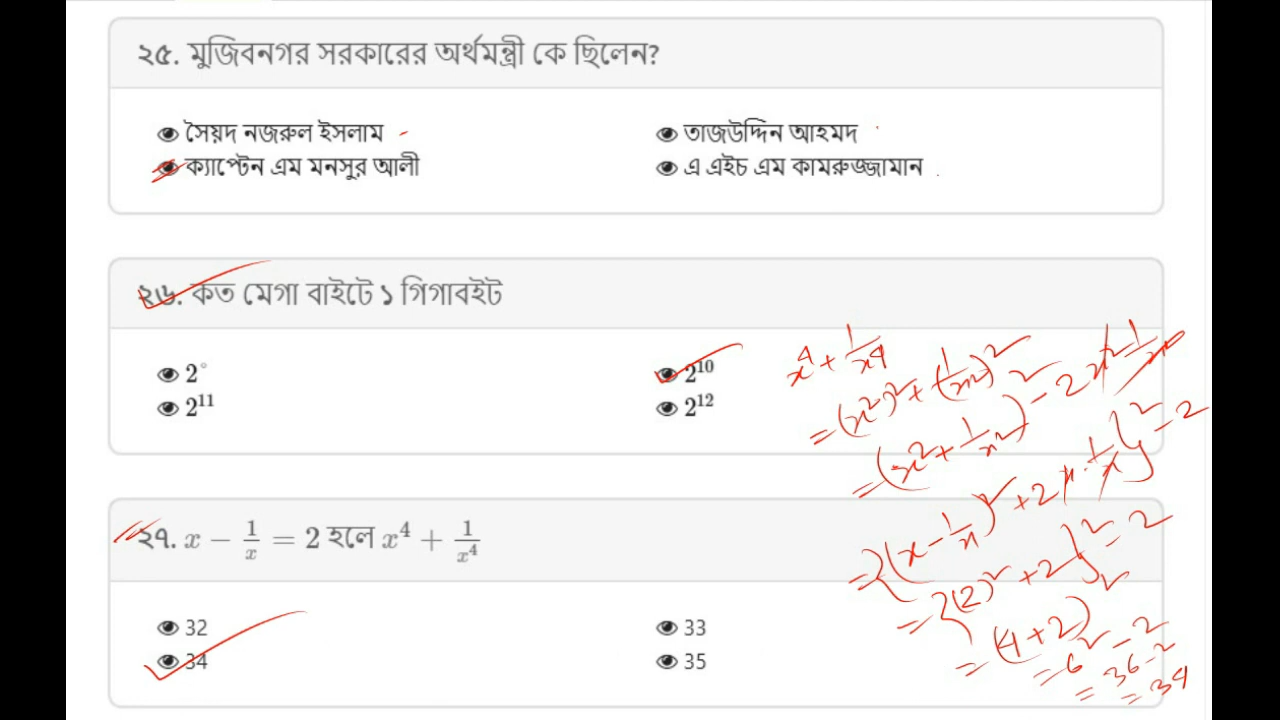 ২৫. মুজিবনগর সরকারের অর্থমন্ত্রী কে ছিলেন?
সৈয়দ নজরুল ইসলাম
তাজউদ্দিন আহমদ
ক্যাপ্টেন এম মনসুর আলী
এ এইচ এম কামরুজ্জামান
২৬. কত মেগা বাইটে ১ গিগাবইট
2°
2¹⁰
2¹¹
2¹²
২৭. x − 1/x = 2 হলে x⁴ + 1/x⁴
32
33
34
35
x⁴ + 1/x⁴
= (x²)² + (1/x²)²
= (x² + 1/x²)² − 2 x² · 1/x²
= {(x − 1/x)² + 2 x · 1/x}² − 2
= {(2)² + 2}² − 2
= (4+2)²
= 6² − 2
= 36 − 2
= 34